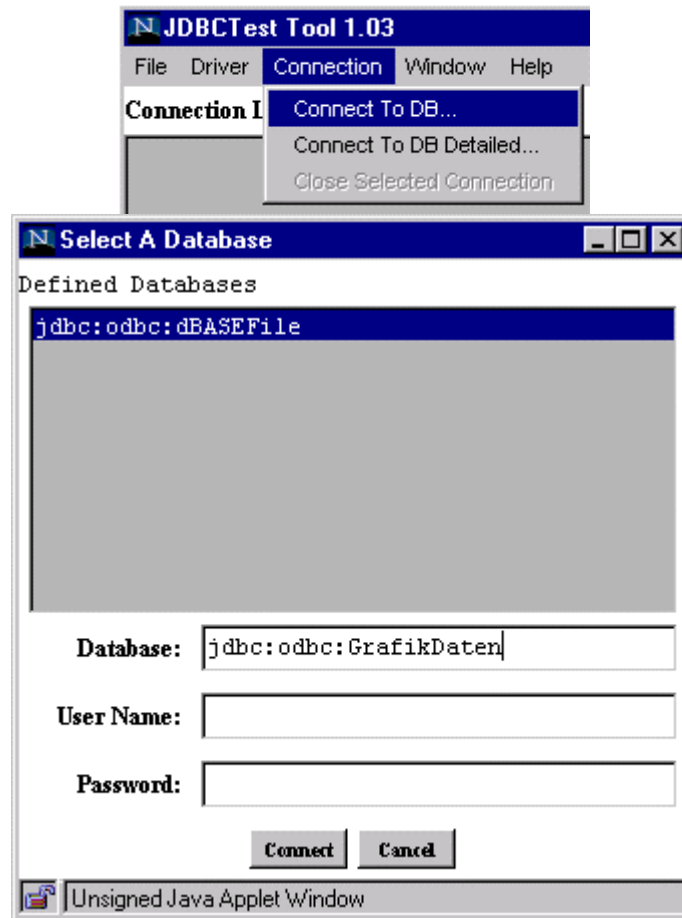 JDBCTest Tool 1.03
File Driver Connection Window Help
Connection L
Connect To DB...
Connect To DB Detailed...
Close Selected Connection
Select A Database
Defined Databases
jdbc:odbc:dBASEFile
Database: jdbc:odbc:GrafikDaten
User Name:
Password:
Connect Cancel
Unsigned Java Applet Window